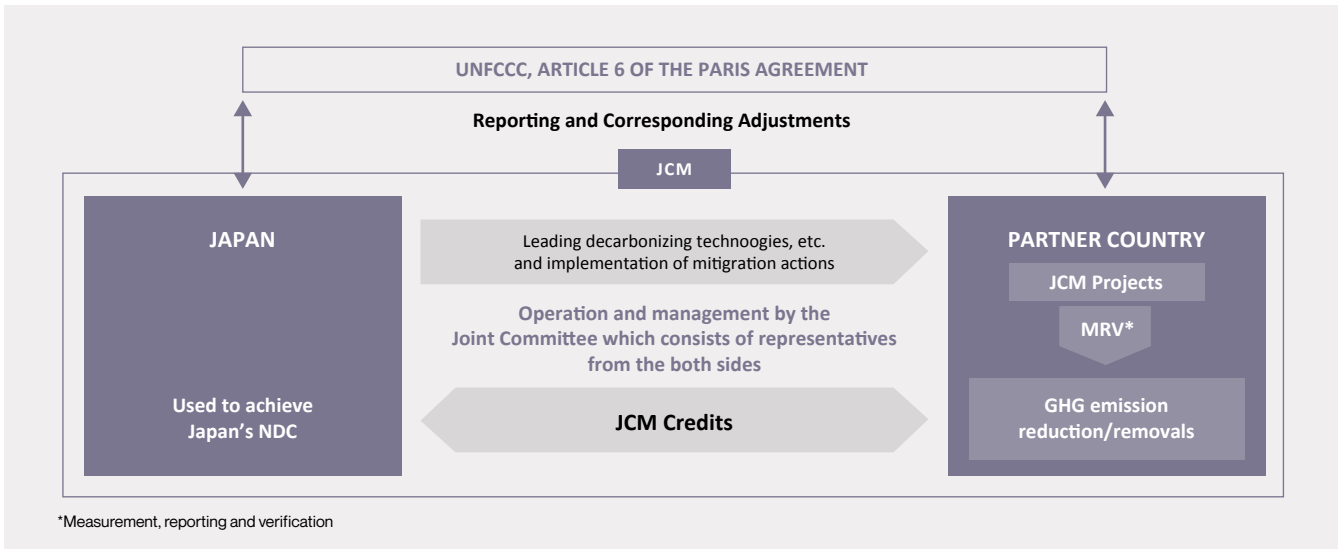 UNFCCC, ARTICLE 6 OF THE PARIS AGREEMENT
Reporting and Corresponding Adjustments
JCM
JAPAN
Used to achieve
Japan's NDC
Leading decarbonizing technoogies, etc.
and implementation of mitigration actions
Operation and management by the
Joint Committee which consists of representatives
from the both sides
JCM Credits
PARTNER COUNTRY
JCM Projects
MRV*
GHG emission
reduction/removals
*Measurement, reporting and verification